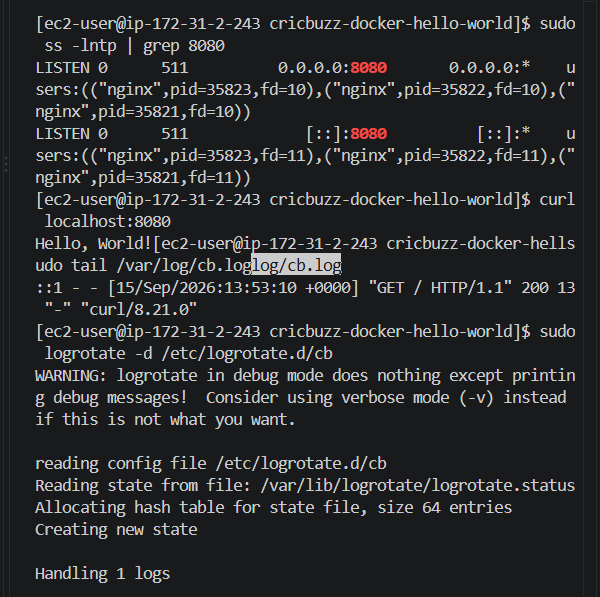 [ec2-user@ip-172-31-2-243 cricbuzz-docker-hello-world]$ sudo
 ss -lntp | grep 8080
LISTEN 0      511             0.0.0.0:8080       0.0.0.0:*    u
sers:(("nginx",pid=35823,fd=10),("nginx",pid=35822,fd=10),("
nginx",pid=35821,fd=10))
LISTEN 0      511                [::]:8080          [::]:*    u
sers:(("nginx",pid=35823,fd=11),("nginx",pid=35822,fd=11),("
nginx",pid=35821,fd=11))
[ec2-user@ip-172-31-2-243 cricbuzz-docker-hello-world]$ curl
 localhost:8080
Hello, World![ec2-user@ip-172-31-2-243 cricbuzz-docker-hells
udo tail /var/log/cb.loglog/cb.log
::1 - - [15/Sep/2026:13:53:10 +0000] "GET / HTTP/1.1" 200 13
 "-" "curl/8.21.0"
[ec2-user@ip-172-31-2-243 cricbuzz-docker-hello-world]$ sudo
 logrotate -d /etc/logrotate.d/cb
WARNING: logrotate in debug mode does nothing except printin
g debug messages!  Consider using verbose mode (-v) instead
if this is not what you want.

reading config file /etc/logrotate.d/cb
Reading state from file: /var/lib/logrotate/logrotate.status
Allocating hash table for state file, size 64 entries
Creating new state

Handling 1 logs